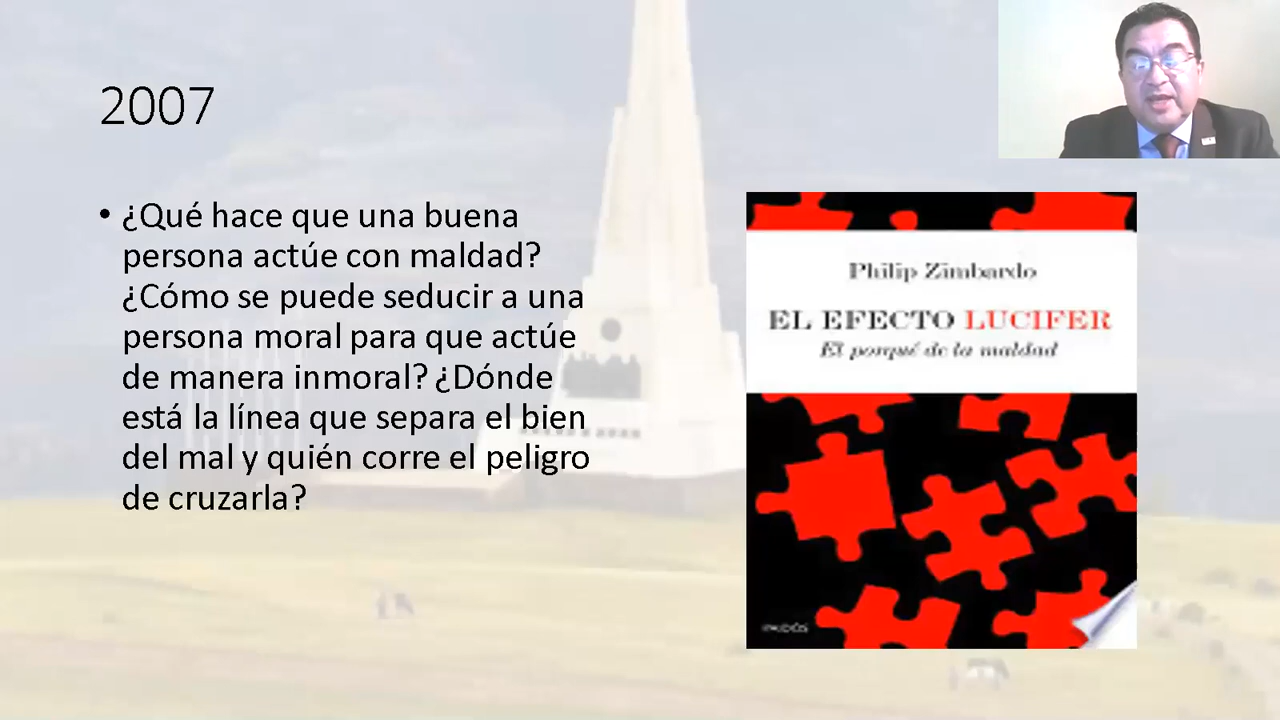 2007
• ¿Qué hace que una buena
persona actúe con maldad?
¿Cómo se puede seducir a una
persona moral para que actúe
de manera inmoral? ¿Dónde
está la línea que separa el bien
del mal y quién corre el peligro
de cruzarla?
Philip Zimbardo
EL EFECTO LUCIFER
El porqué de la maldad
PAIDÓS